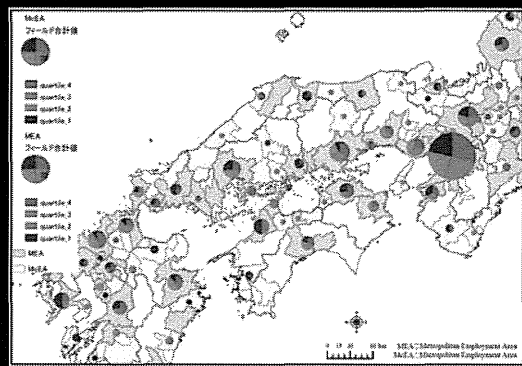 McEA
フィールド合計値
quartile_4
quartile_3
quartile_2
quartile_1
MEA
フィールド合計値
quartile_4
quartile_3
quartile_2
quartile_1
MEA
McEA
MEA: Metropolitan Employment Area
McEA: Metropolitan Employment Area